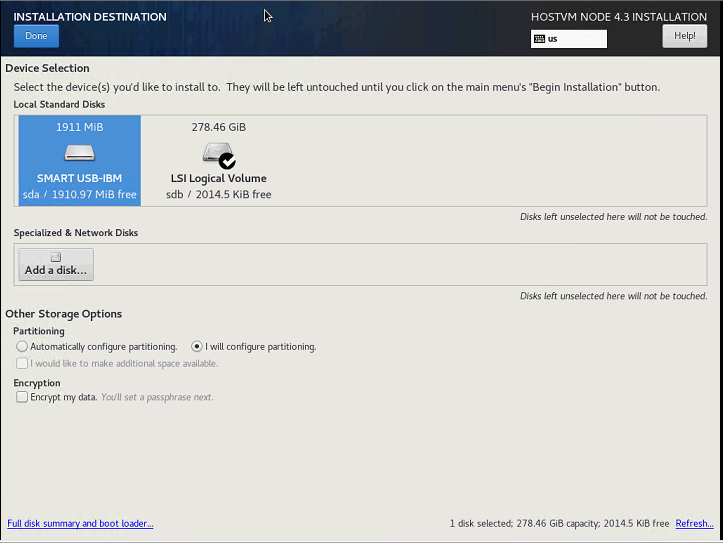 INSTALLATION DESTINATION
HOSTVM NODE 4.3 INSTALLATION
Done
us
Help!
Device Selection
Select the device(s) you'd like to install to. They will be left untouched until you click on the main menu's "Begin Installation" button.
Local Standard Disks
1911 MiB
SMART USB-IBM
sda / 1910.97 MiB free
278.46 GiB
LSI Logical Volume
sdb / 2014.5 KiB free
Disks left unselected here will not be touched.
Specialized & Network Disks
Add a disk...
Disks left unselected here will not be touched.
Other Storage Options
Partitioning
Automatically configure partitioning.
I will configure partitioning.
I would like to make additional space available.
Encryption
Encrypt my data. You'll set a passphrase next.
Full disk summary and boot loader...
1 disk selected; 278.46 GiB capacity; 2014.5 KiB free
Refresh...